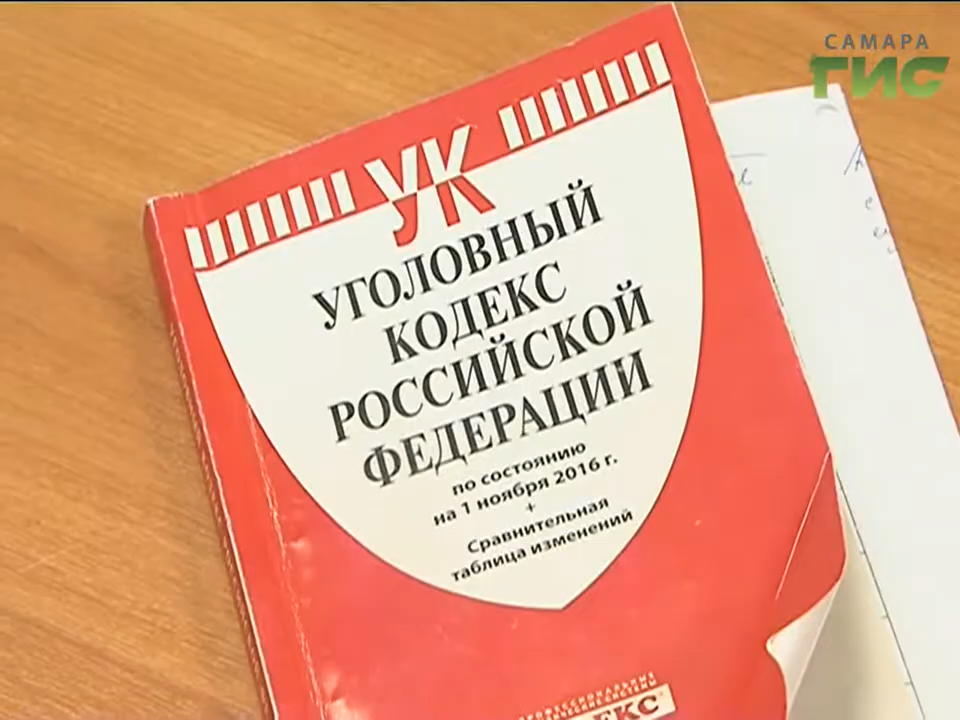 САМАРА
ГИС
УК
УГОЛОВНЫЙ
КОДЕКС
РОССИЙСКОЙ
ФЕДЕРАЦИИ
по состоянию
на 1 ноября 2016 г.
+
Сравнительная
таблица изменений